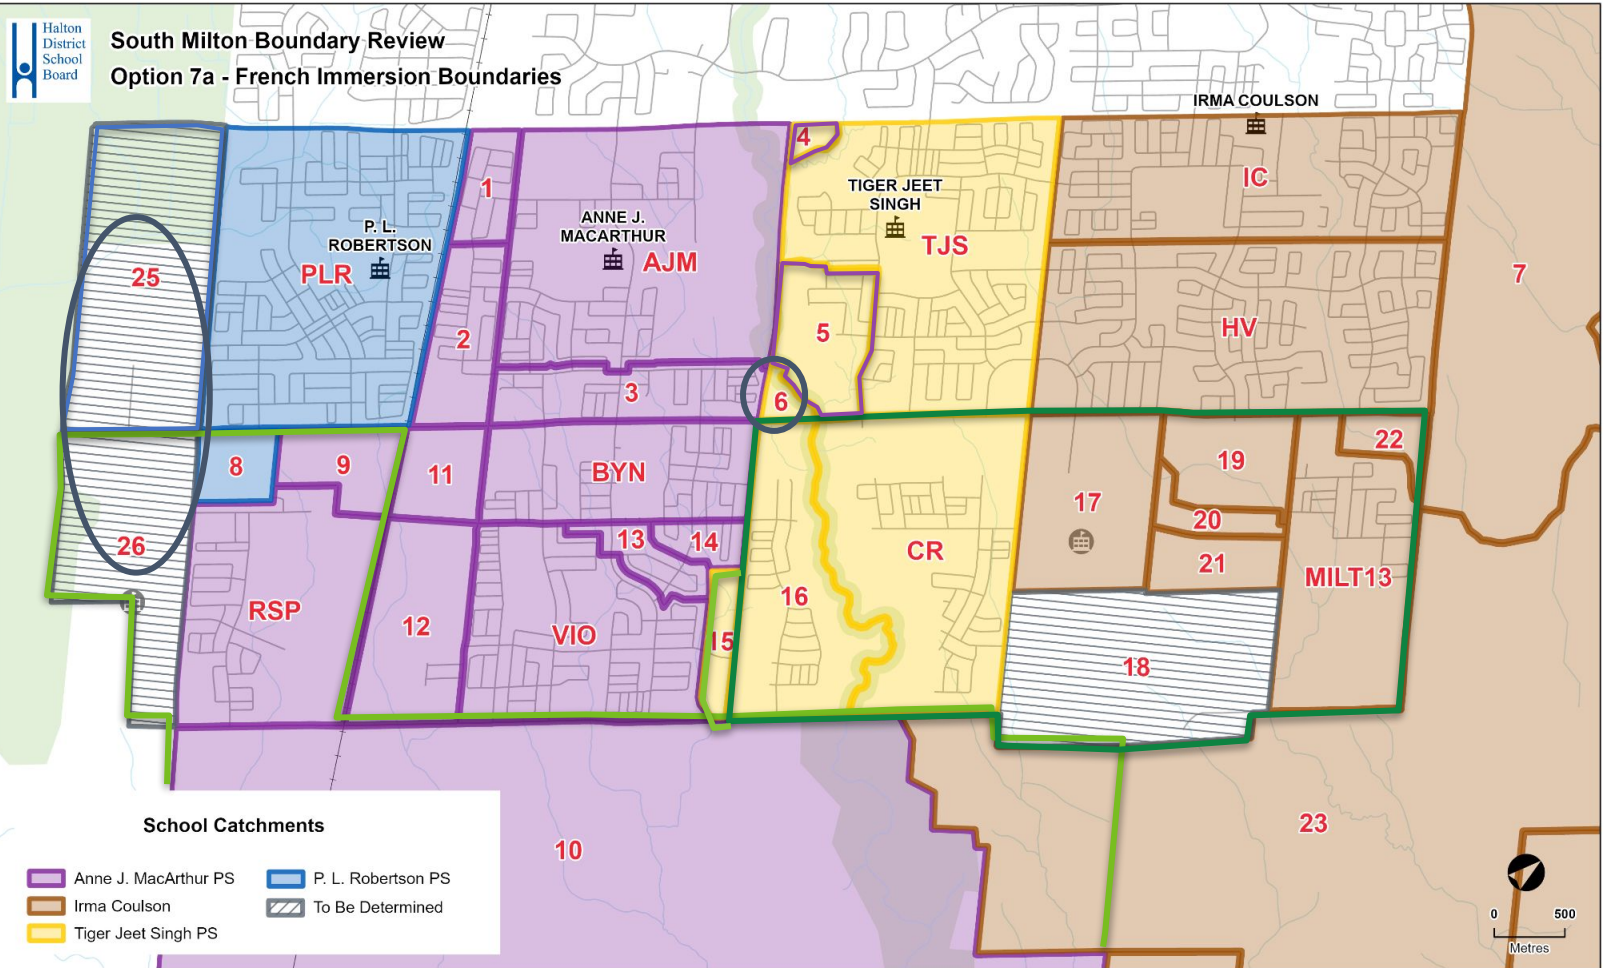 Halton
District
School
Board
South Milton Boundary Review
Option 7a - French Immersion Boundaries
IRMA COULSON
4
1
IC
TIGER JEET
SINGH
P. L.
ROBERTSON
ANNE J.
MACARTHUR
TJS
AJM
PLR
25
7
5
HV
2
3
6
22
8
9
11
BYN
19
17
20
13
14
26
CR
21
MILT13
16
RSP
12
VIO
15
18
10
23
School Catchments
Anne J. MacArthur PS
P. L. Robertson PS
Irma Coulson
To Be Determined
Tiger Jeet Singh PS
0 500
Metres